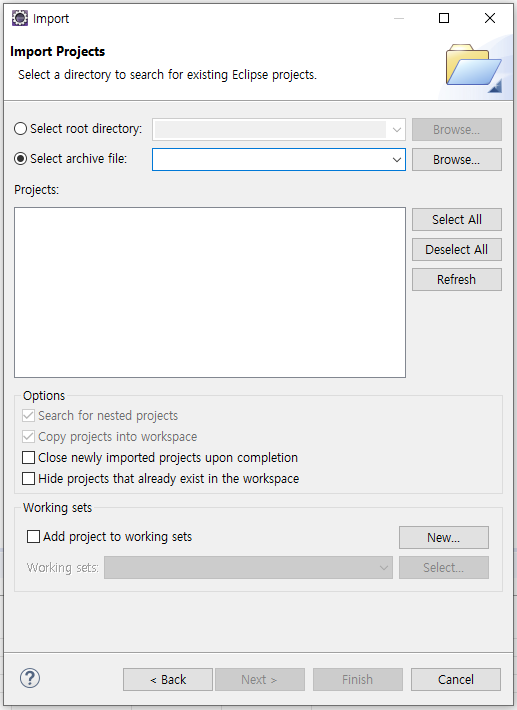 Import
Import Projects
Select a directory to search for existing Eclipse projects.
Select root directory:
Browse...
Select archive file:
Browse...
Projects:
Select All
Deselect All
Refresh
Options
Search for nested projects
Copy projects into workspace
Close newly imported projects upon completion
Hide projects that already exist in the workspace
Working sets
Add project to working sets
New...
Working sets:
Select...
?
< Back
Next >
Finish
Cancel